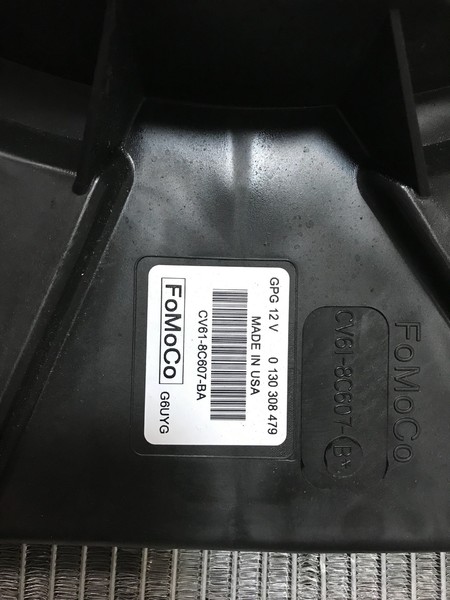 GPG 12 V 0 130 308 479
MADE IN USA
CV61-8C607-BA
FoMoCo G6UYG
FoMoCo
CV61-8C607-BA